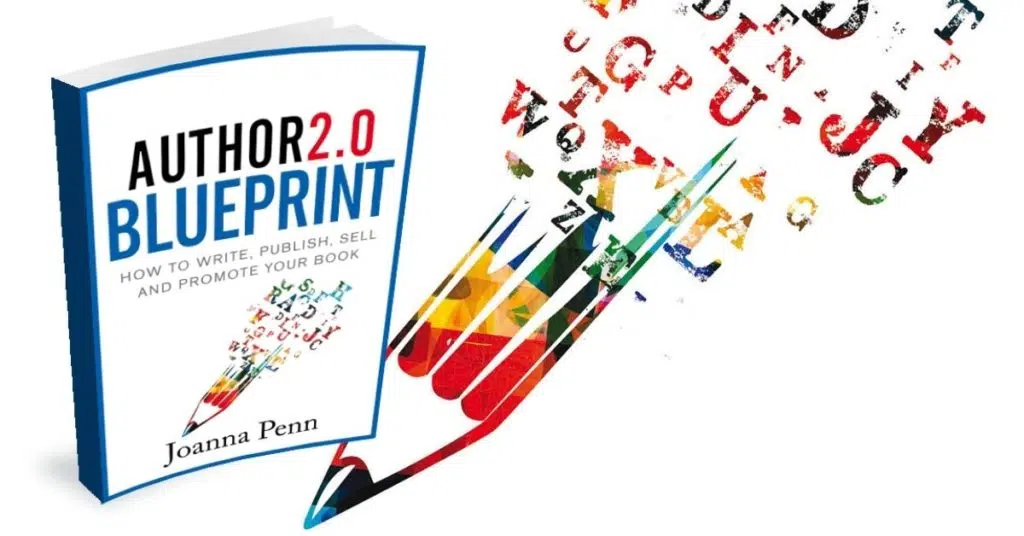 AUTHOR2.0
BLUEPRINT
HOW TO WRITE, PUBLISH, SELL
AND PROMOTE YOUR BOOK
Joanna Penn